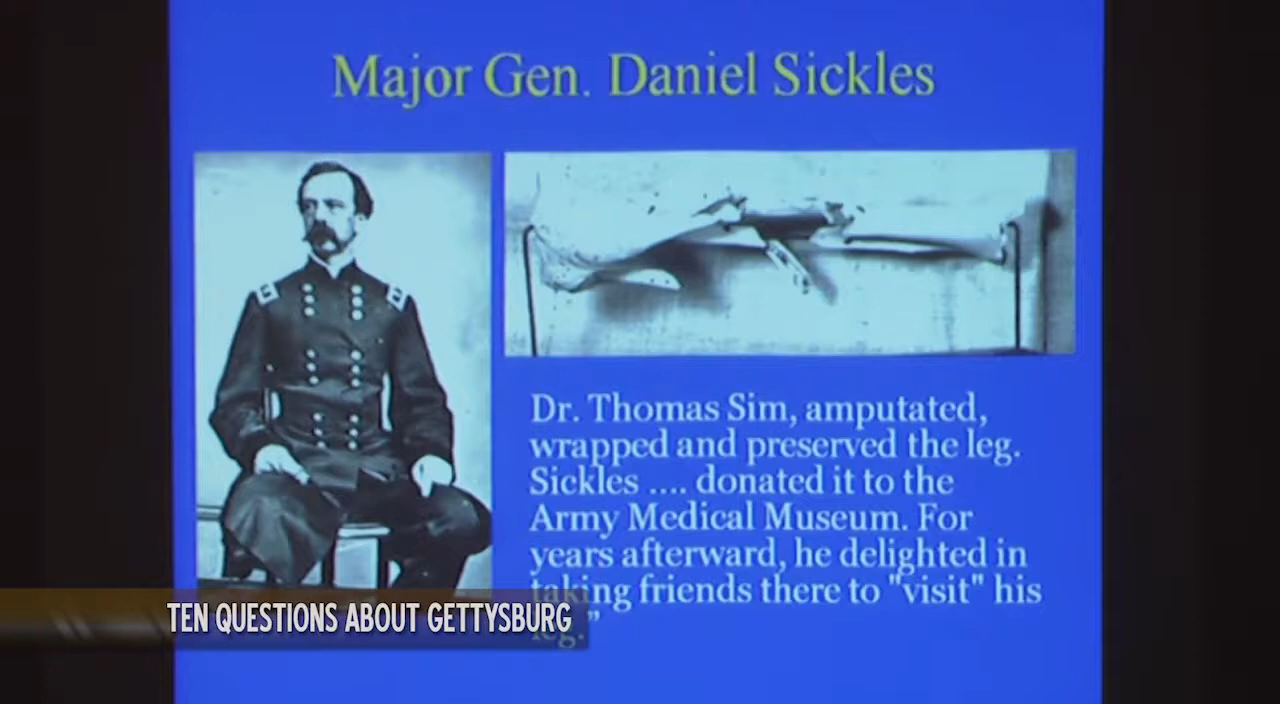 Major Gen. Daniel Sickles
Dr. Thomas Sim, amputated,
wrapped and preserved the leg.
Sickles .... donated it to the
Army Medical Museum. For
years afterward, he delighted in
taking friends there to "visit" his
leg.”
TEN QUESTIONS ABOUT GETTYSBURG